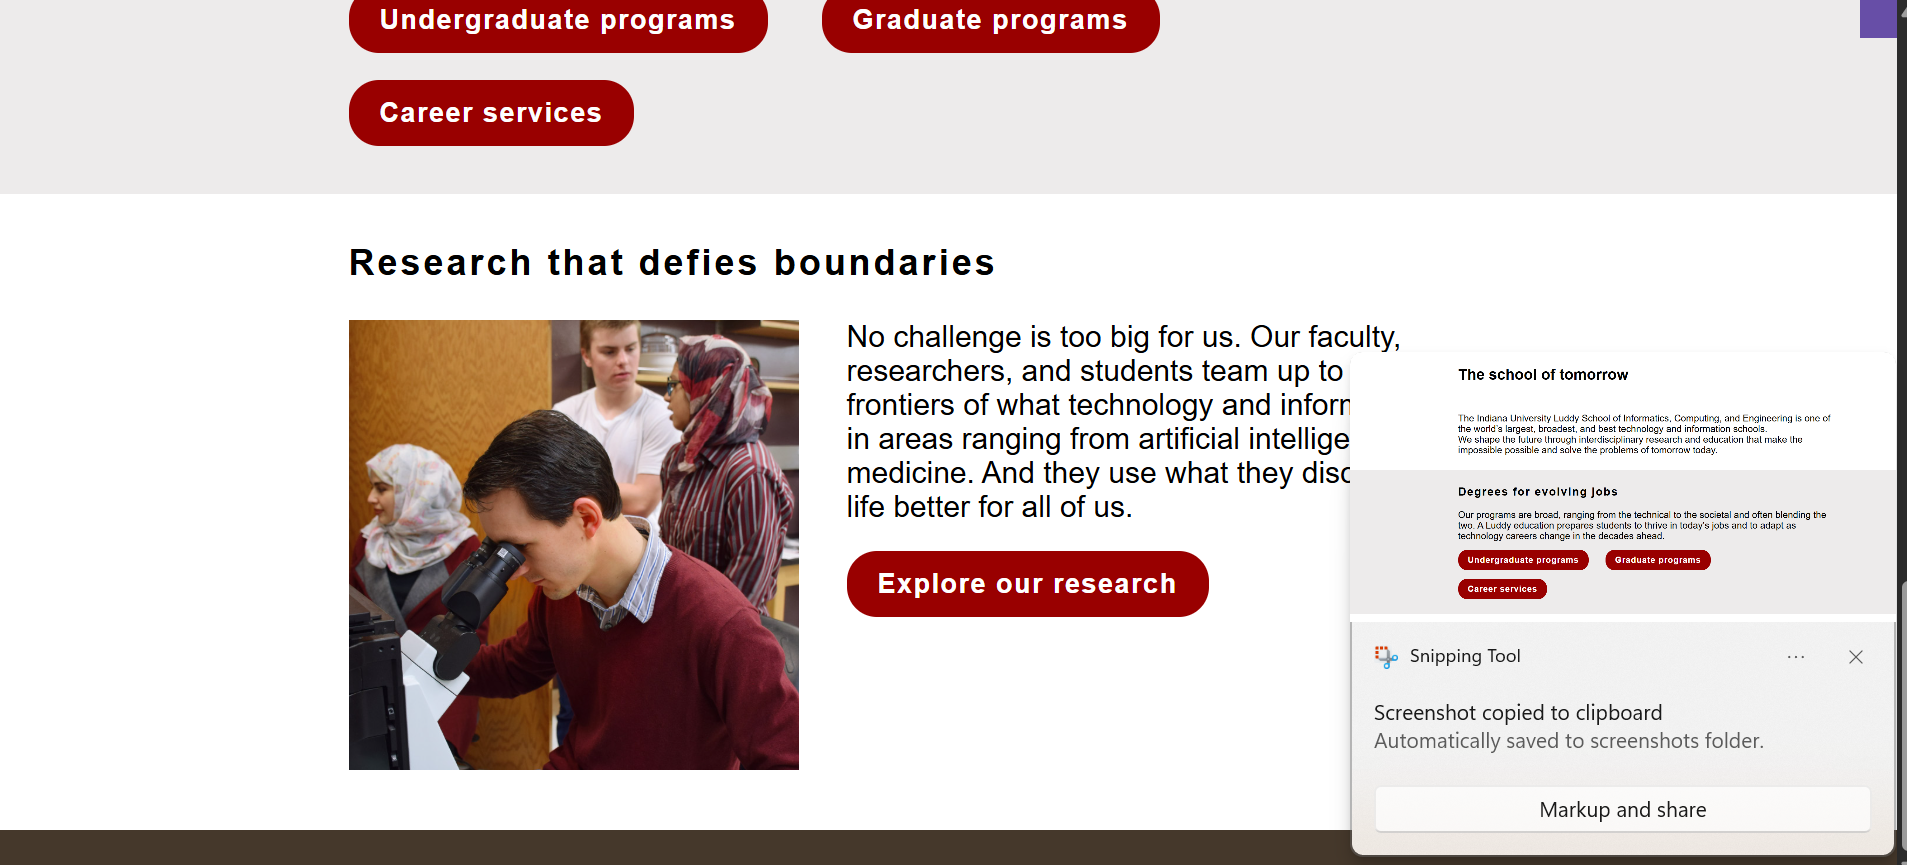 Undergraduate programs
Graduate programs
Career services
Research that defies boundaries
No challenge is too big for us. Our faculty,
researchers, and students team up to
frontiers of what technology and
in areas ranging from artificial
medicine. And they use what they
life better for all of us.
Explore our research
The school of tomorrow
The Indiana University Luddy School of Informatics, Computing, and Engineering is one of
the world's largest, broadest, and best technology and information schools.
We shape the future through interdisciplinary research and education that make the
impossible possible and solve the problems of tomorrow today.
Degrees for evolving jobs
Our programs are broad, ranging from the technical to the societal and often blending the
two. A Luddy education prepares students to thrive in today's jobs and to adapt as
technology careers change in the decades ahead.
Undergraduate programs
Graduate programs
Career services
Snipping Tool
Screenshot copied to clipboard
Automatically saved to screenshots folder.
Markup and share